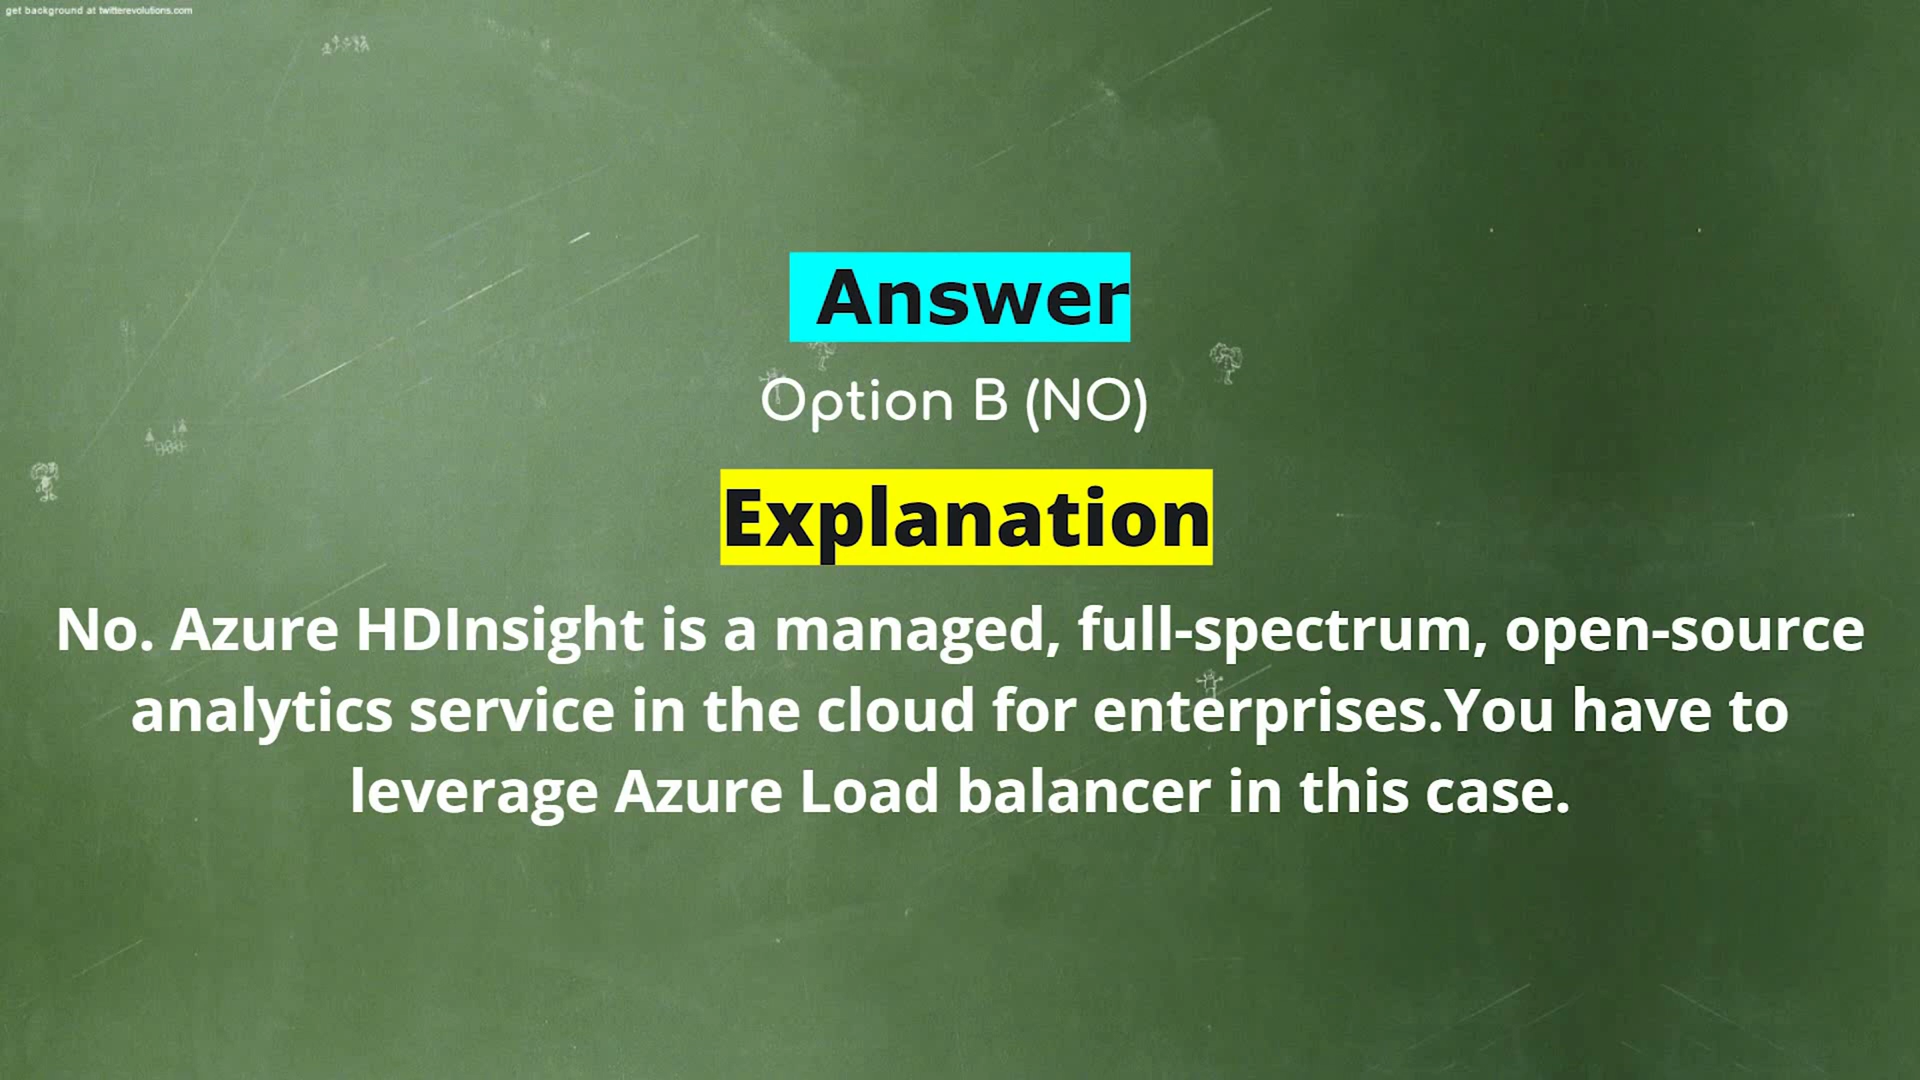 get background at twitterevolutions.com
Answer
Option B (NO)
Explanation
No. Azure HDInsight is a managed, full-spectrum, open-source
analytics service in the cloud for enterprises.You have to
leverage Azure Load balancer in this case.